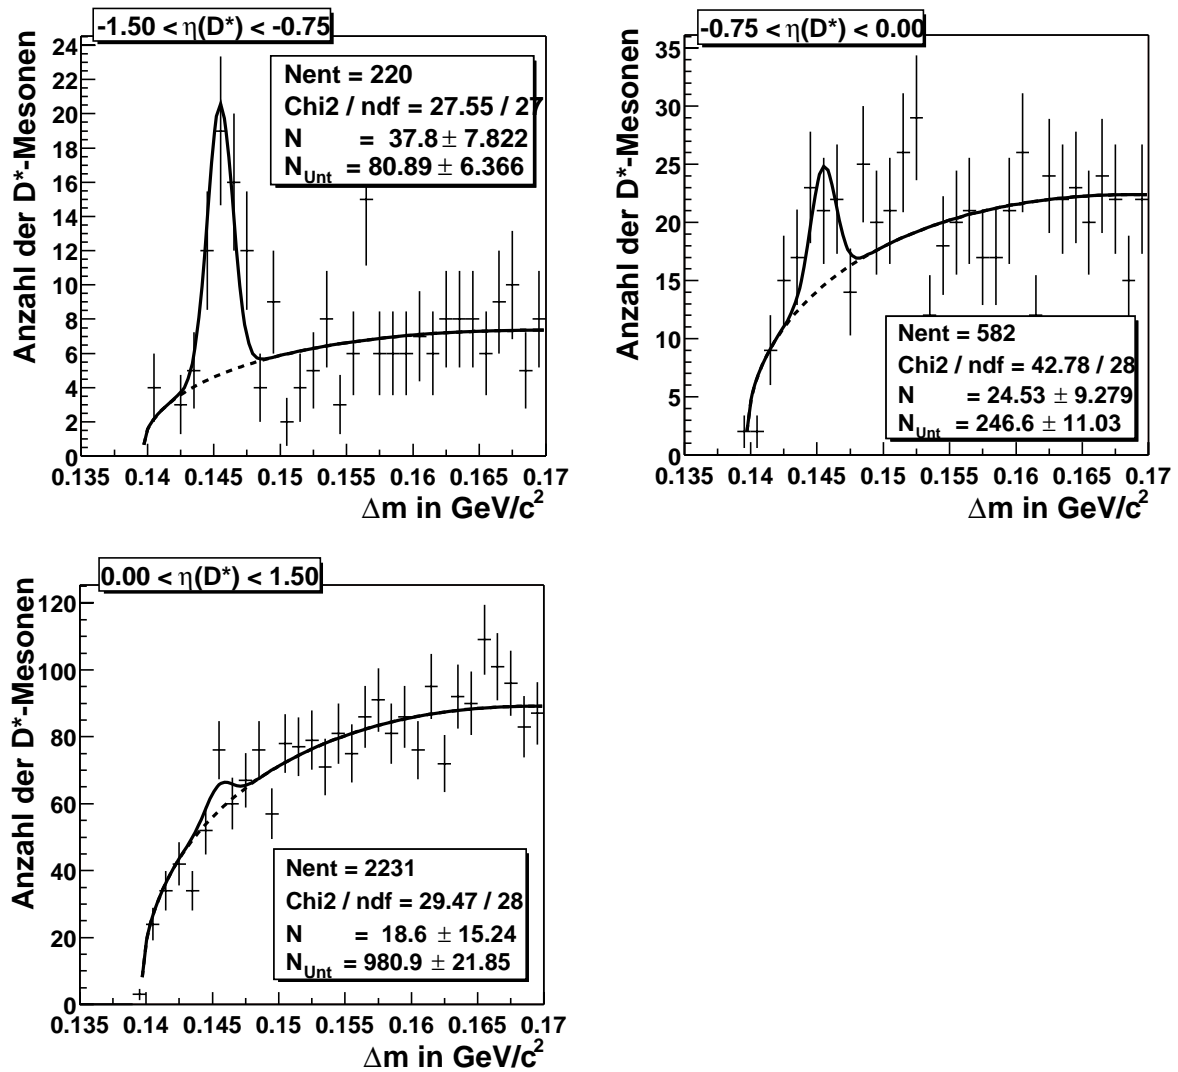 -1.50 < η(D*) < -0.75
Anzahl der D*-Mesonen
24
22
20
18
16
14
12
10
8
6
4
2
0
Nent = 220
Chi2 / ndf = 27.55 / 27
N = 37.8 ± 7.822
N_Unt = 80.89 ± 6.366
0.135 0.14 0.145 0.15 0.155 0.16 0.165 0.17
Δm in GeV/c²
-0.75 < η(D*) < 0.00
Anzahl der D*-Mesonen
35
30
25
20
15
10
5
0
Nent = 582
Chi2 / ndf = 42.78 / 28
N = 24.53 ± 9.279
N_Unt = 246.6 ± 11.03
0.135 0.14 0.145 0.15 0.155 0.16 0.165 0.17
Δm in GeV/c²
0.00 < η(D*) < 1.50
Anzahl der D*-Mesonen
120
100
80
60
40
20
0
Nent = 2231
Chi2 / ndf = 29.47 / 28
N = 18.6 ± 15.24
N_Unt = 980.9 ± 21.85
0.135 0.14 0.145 0.15 0.155 0.16 0.165 0.17
Δm in GeV/c²